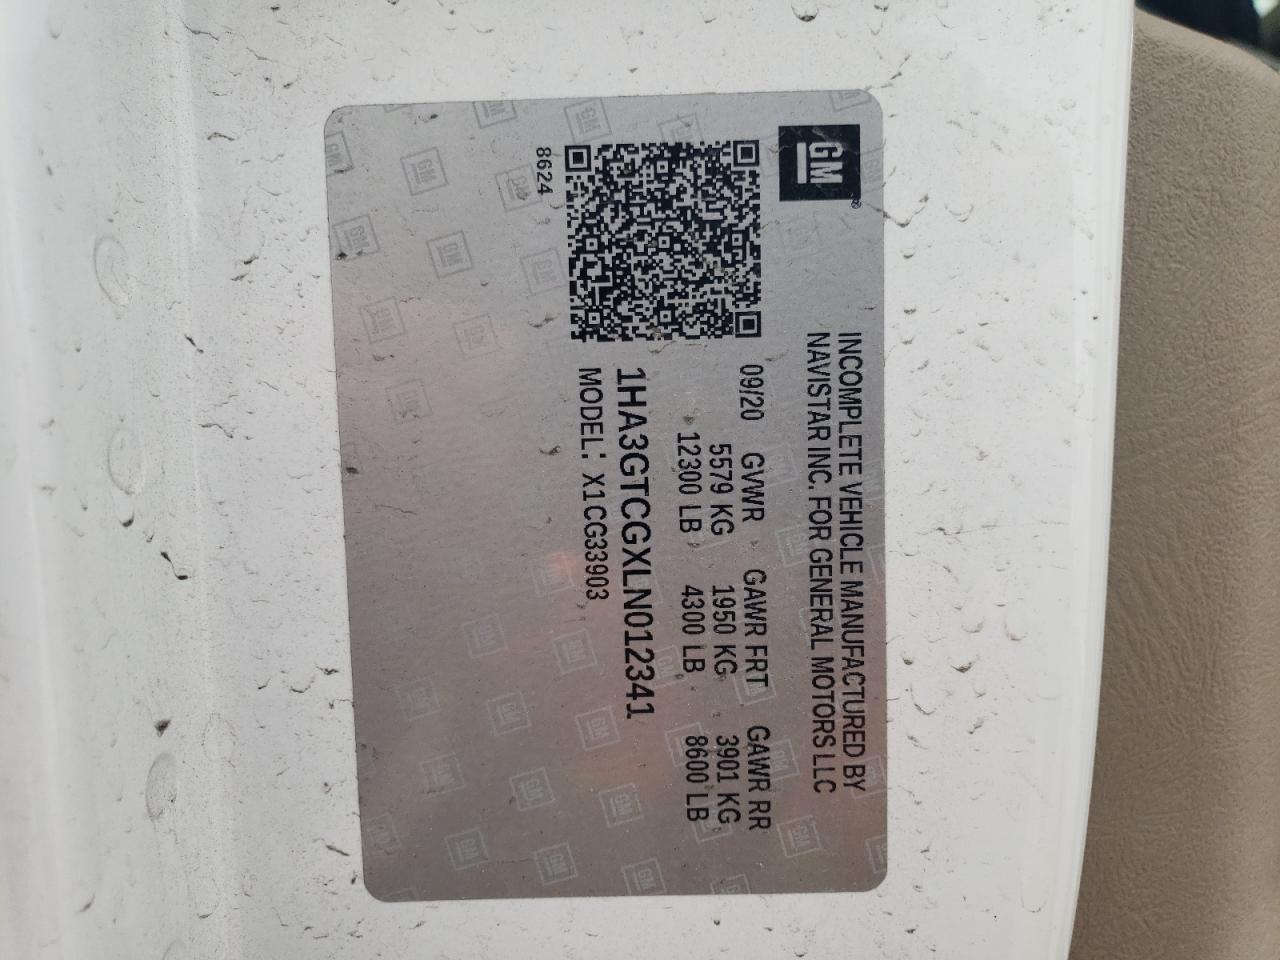 GM
INCOMPLETE VEHICLE MANUFACTURED BY
NAVISTAR INC. FOR GENERAL MOTORS LLC
09/20 GVWR GAWR FRT GAWR RR
5579 KG 1950 KG 3901 KG
12300 LB 4300 LB 8600 LB
1HA3GTCGXLN012341
MODEL: X1CG33903
8624